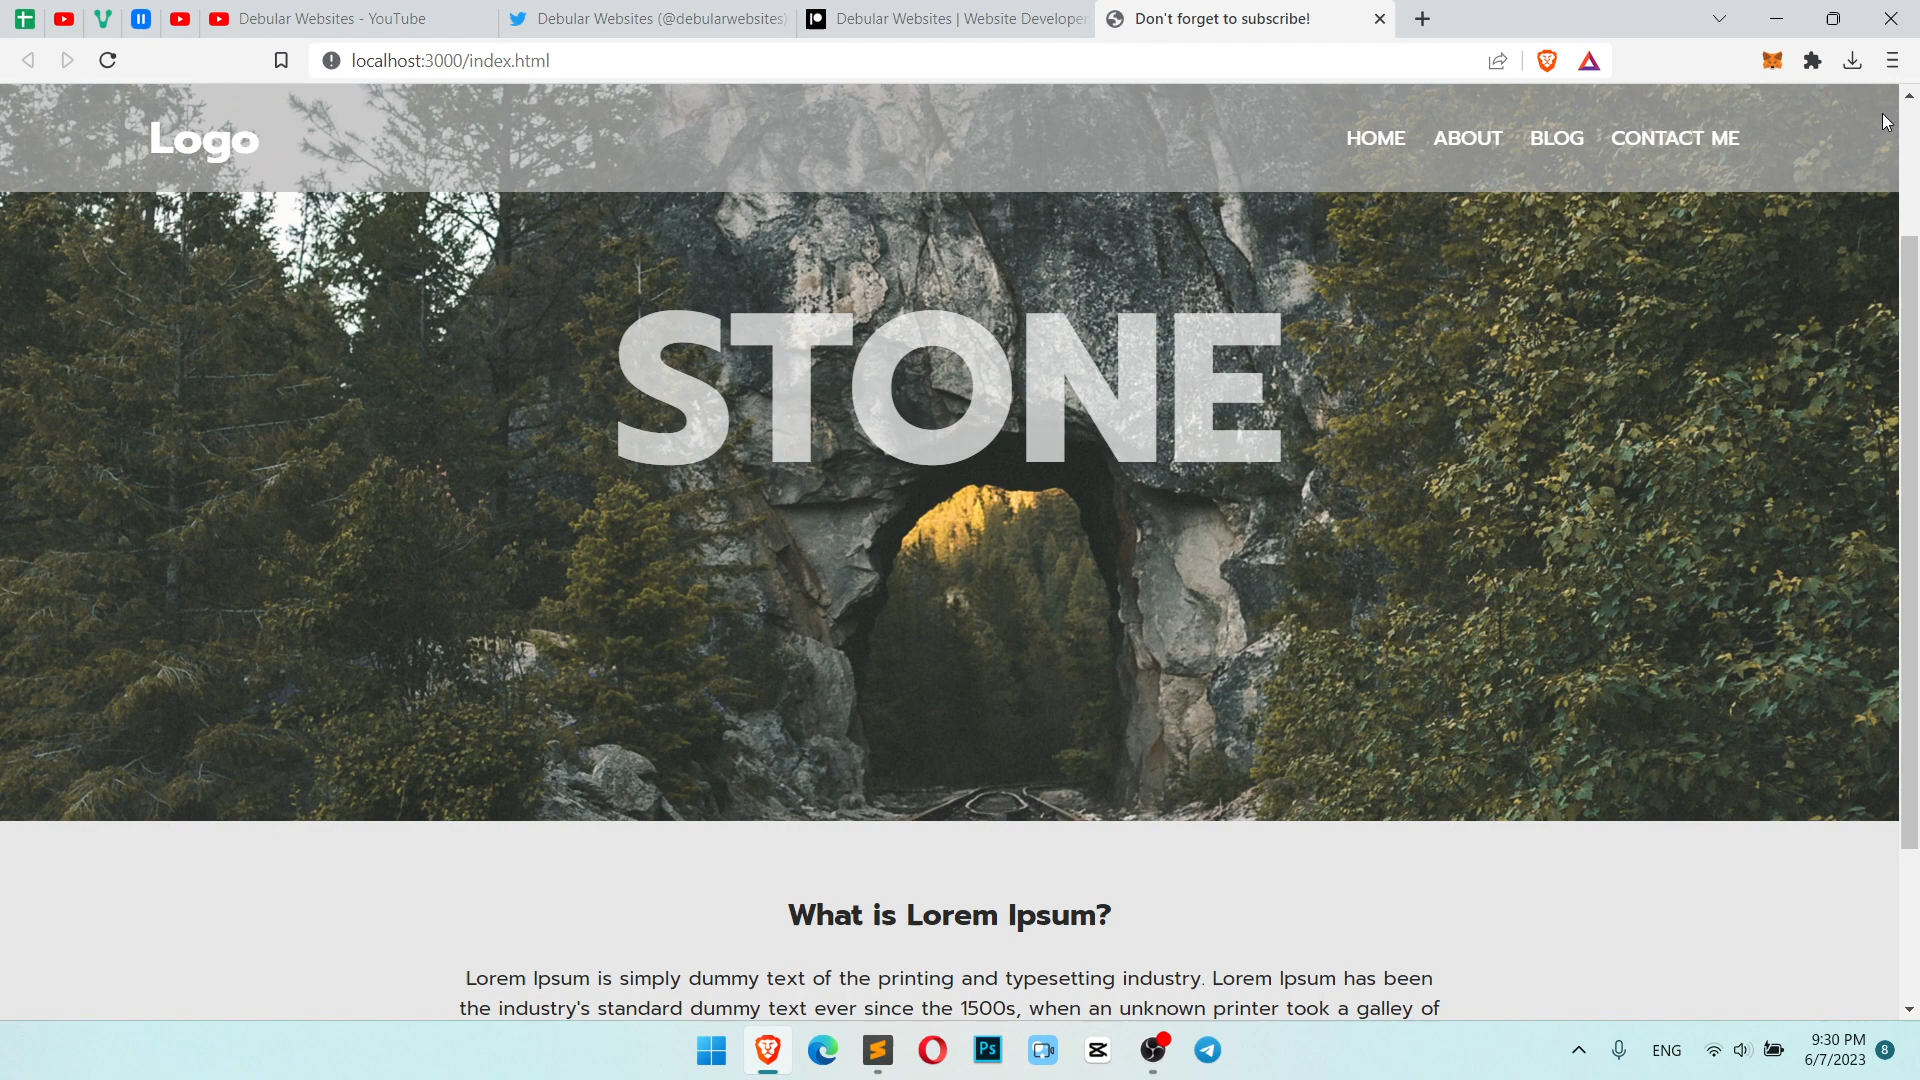 Debular Websites - YouTube
Debular Websites (@debularwebsites)
Debular Websites | Website Developer
Don't forget to subscribe!
localhost:3000/index.html
Logo
HOME ABOUT BLOG CONTACT ME
STONE
What is Lorem Ipsum?
Lorem Ipsum is simply dummy text of the printing and typesetting industry. Lorem Ipsum has been
the industry's standard dummy text ever since the 1500s, when an unknown printer took a galley of
Ps
ENG
9:30 PM
6/7/2023
8